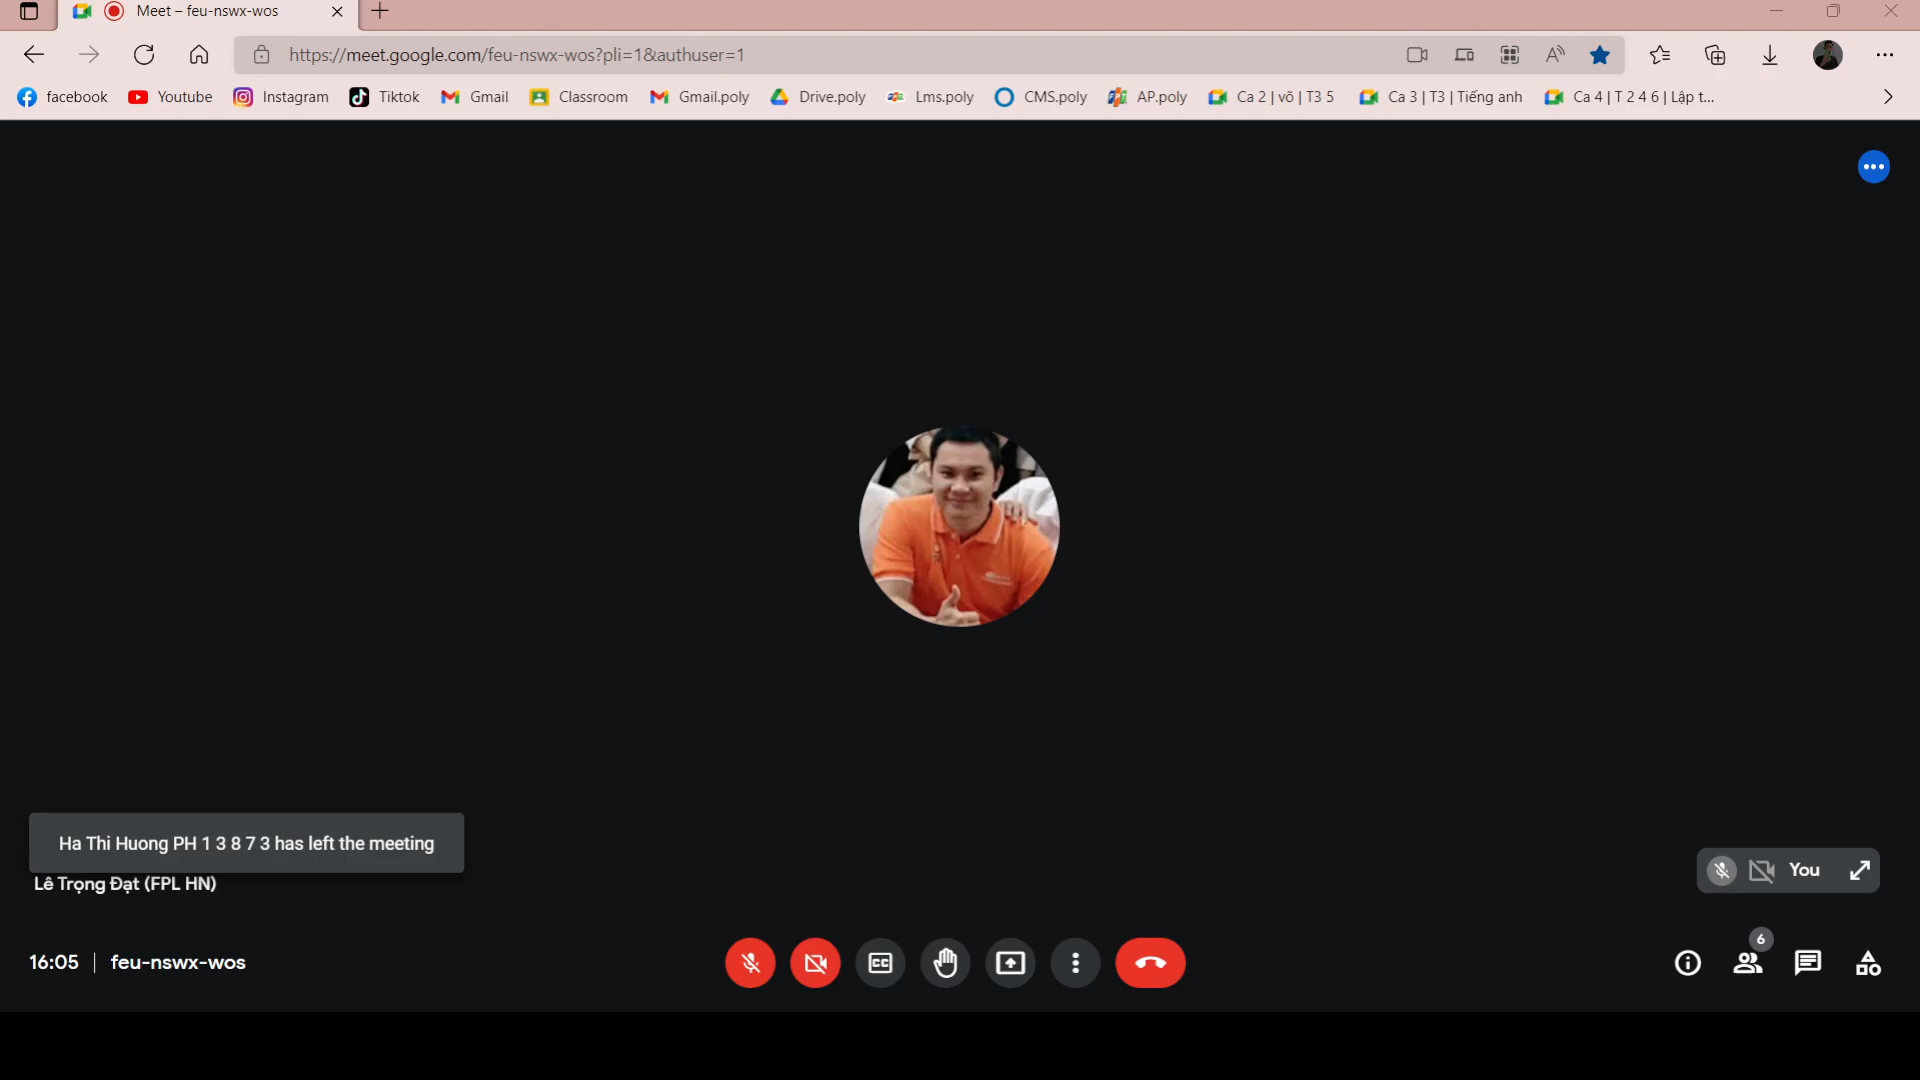 Meet – feu-nswx-wos
https://meet.google.com/feu-nswx-wos?pli=1&authuser=1
facebook Youtube Instagram Tiktok Gmail Classroom Gmail.poly Drive.poly Lms.poly CMS.poly AP.poly Ca 2 | võ | T3 5 Ca 3 | T3 | Tiếng anh Ca 4 | T 2 4 6 | Lập t...
Ha Thi Huong PH 1 3 8 7 3 has left the meeting
You
Lê Trọng Đạt (FPL HN)
6
16:05 | feu-nswx-wos
CC